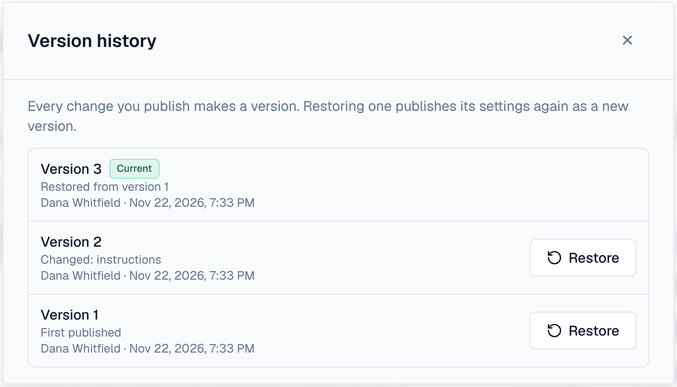 Version history
Every change you publish makes a version. Restoring one publishes its settings again as a new
version.
Version 3 Current
Restored from version 1
Dana Whitfield · Nov 22, 2026, 7:33 PM
Version 2
Changed: instructions
Dana Whitfield · Nov 22, 2026, 7:33 PM
Restore
Version 1
First published
Dana Whitfield · Nov 22, 2026, 7:33 PM
Restore